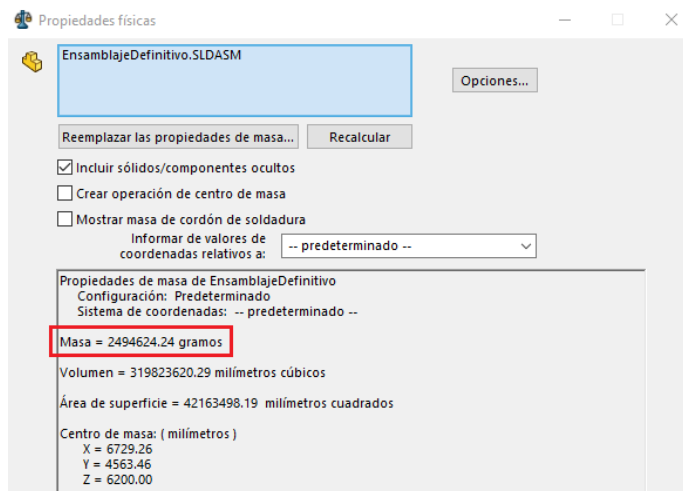 Propiedades físicas
EnsamblajeDefinitivo.SLDASM
Opciones...
Reemplazar las propiedades de masa...
Recalcular
Incluir sólidos/componentes ocultos
Crear operación de centro de masa
Mostrar masa de cordón de soldadura
Informar de valores de
coordenadas relativos a:
-- predeterminado --
Propiedades de masa de EnsamblajeDefinitivo
Configuración: Predeterminado
Sistema de coordenadas: -- predeterminado --
Masa = 2494624.24 gramos
Volumen = 319823620.29 milímetros cúbicos
Área de superficie = 42163498.19 milímetros cuadrados
Centro de masa: ( milímetros )
X = 6729.26
Y = 4563.46
Z = 6200.00